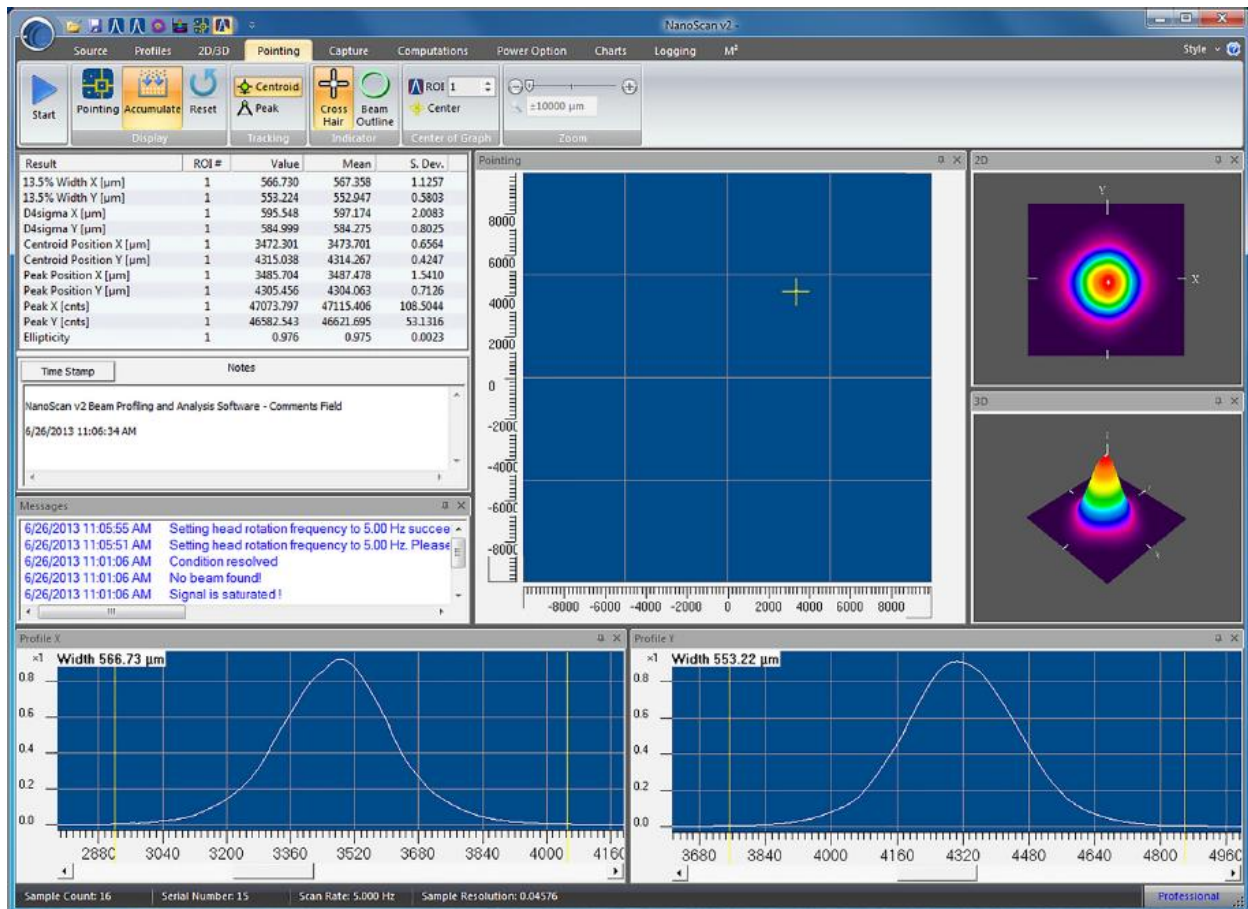 NanoScan v2 -
Source Profiles 2D/3D Pointing Capture Computations Power Option Charts Logging M² Style
Start
Pointing Accumulate Reset
Display
Centroid
Peak
Tracking
Cross Hair Beam Outline
Indicator
ROI 1
Center
Center of Graph
±10000 µm
Zoom
Result ROI # Value Mean S. Dev.
13.5% Width X [µm] 1 566.730 567.358 1.1257
13.5% Width Y [µm] 1 553.224 552.947 0.5803
D4sigma X [µm] 1 595.548 597.174 2.0083
D4sigma Y [µm] 1 584.999 584.275 0.8025
Centroid Position X [µm] 1 3472.301 3473.701 0.6564
Centroid Position Y [µm] 1 4315.038 4314.267 0.4247
Peak Position X [µm] 1 3485.704 3487.478 1.5410
Peak Position Y [µm] 1 4305.456 4304.063 0.7126
Peak X [cnts] 1 47073.797 47115.406 108.5044
Peak Y [cnts] 1 46582.543 46621.695 53.1316
Ellipticity 1 0.976 0.975 0.0023
Time Stamp Notes
NanoScan v2 Beam Profiling and Analysis Software - Comments Field
6/26/2013 11:06:34 AM
Messages
6/26/2013 11:05:55 AM Setting head rotation frequency to 5.00 Hz succee
6/26/2013 11:05:51 AM Setting head rotation frequency to 5.00 Hz. Please
6/26/2013 11:01:06 AM Condition resolved
6/26/2013 11:01:06 AM No beam found!
6/26/2013 11:01:06 AM Signal is saturated !
Pointing
8000
6000
4000
2000
0
-2000
-4000
-6000
-8000
-8000 -6000 -4000 -2000 0 2000 4000 6000 8000
2D
Y
X
3D
Profile X
×1 Width 566.73 µm
0.8
0.6
0.4
0.2
0.0
2880 3040 3200 3360 3520 3680 3840 4000 4160
Profile Y
×1 Width 553.22 µm
0.8
0.6
0.4
0.2
0.0
3680 3840 4000 4160 4320 4480 4640 4800 4960
Sample Count: 16 Serial Number: 15 Scan Rate: 5.000 Hz Sample Resolution: 0.04576 Professional